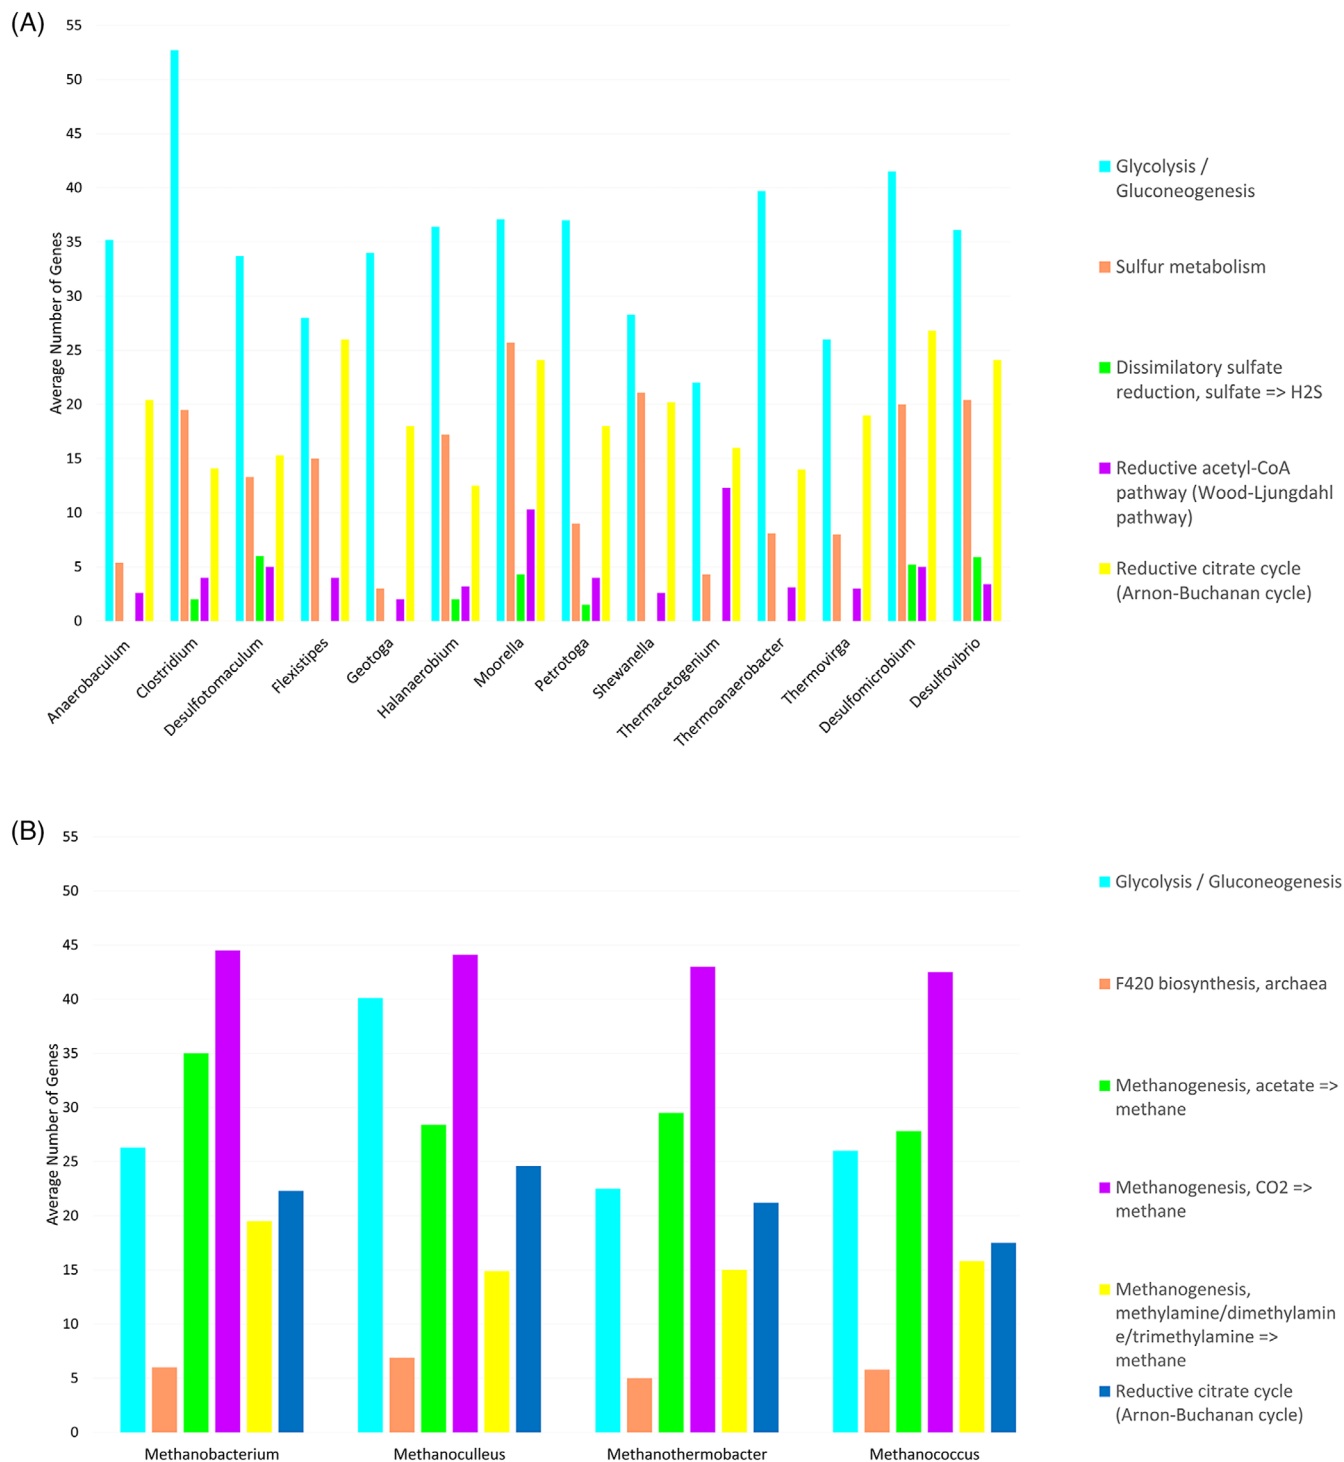 (A)
55
50
45
40
35
30
25
20
15
10
5
0
Average Number of Genes
Anaerobaculum
Clostridium
Desulfotomaculum
Flexistipes
Geotoga
Halanaerobium
Moorella
Petrotoga
Shewanella
Thermacetogenium
Thermoanaerobacter
Thermovirga
Desulfomicrobium
Desulfovibrio
Glycolysis /
Gluconeogenesis
Sulfur metabolism
Dissimilatory sulfate
reduction, sulfate => H2S
Reductive acetyl-CoA
pathway (Wood-Ljungdahl
pathway)
Reductive citrate cycle
(Arnon-Buchanan cycle)
(B)
55
50
45
40
35
30
25
20
15
10
5
0
Average Number of Genes
Methanobacterium
Methanoculleus
Methanothermobacter
Methanococcus
Glycolysis / Gluconeogenesis
F420 biosynthesis, archaea
Methanogenesis, acetate =>
methane
Methanogenesis, CO2 =>
methane
Methanogenesis,
methylamine/dimethylamin
e/trimethylamine =>
methane
Reductive citrate cycle
(Arnon-Buchanan cycle)